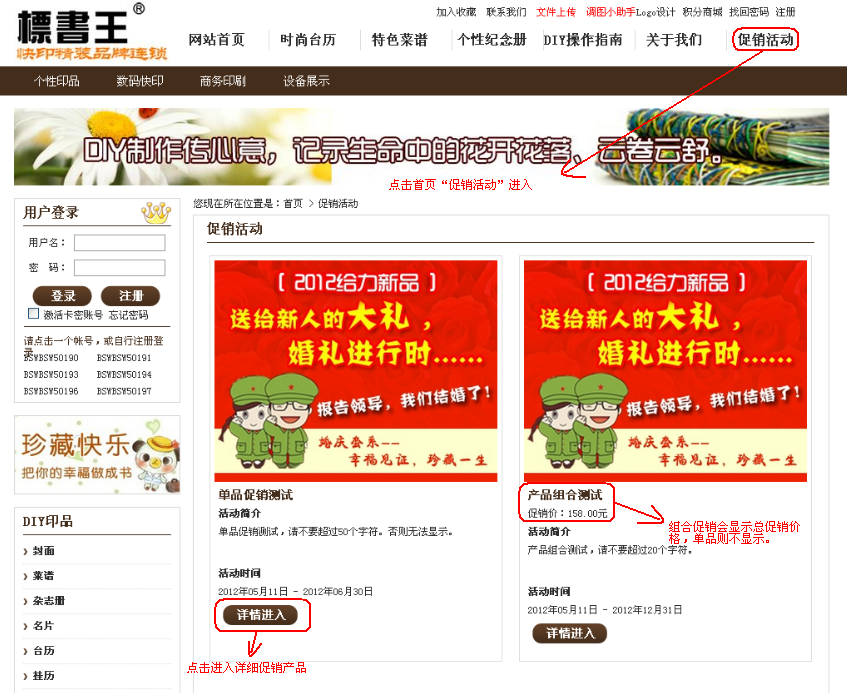 標書王®
快印精装品牌连锁
加入收藏 联系我们 文件上传 调图小助手Logo设计 积分商城 找回密码 注册
网站首页 时尚台历 特色菜谱 个性纪念册 DIY操作指南 关于我们 促销活动
个性印品 数码快印 商务印刷 设备展示
DIY制作传心意，记录生命中的花开花落、云卷云舒。
点击首页“促销活动”进入
用户登录
用户名：
密 码：
登录 注册
激活卡密账号 忘记密码
请点击一个帐号，或自行注册登
录
BSWBSW50190 BSWBSW50191
BSWBSW50193 BSWBSW50194
BSWBSW50196 BSWBSW50197
珍藏快乐
把你的幸福做成书
DIY印品
› 封面
› 菜谱
› 杂志册
› 名片
› 台历
› 挂历
您现在所在位置是：首页 > 促销活动
促销活动
[ 2012给力新品 ]
送给新人的大礼，
婚礼进行时......
报告领导，我们结婚了！
婚庆套系--
幸福见证，珍藏一生
单品促销测试
活动简介
单品促销测试，请不要超过50个字符。否则无法显示。
活动时间
2012年05月11日 - 2012年06月30日
详情进入
点击进入详细促销产品
[ 2012给力新品 ]
送给新人的大礼，
婚礼进行时......
报告领导，我们结婚了！
婚庆套系--
幸福见证，珍藏一生
产品组合测试
促销价：158.00元
组合促销会显示总促销价
格，单品则不显示。
活动简介
产品组合测试，请不要超过20个字符。
活动时间
2012年05月11日 - 2012年12月31日
详情进入